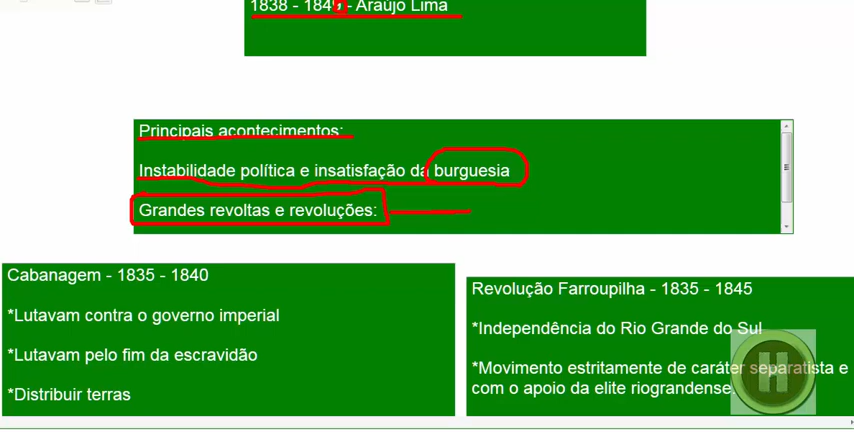 1838 - 1840 - Araújo Lima
Principais acontecimentos:
Instabilidade política e insatisfação da burguesia
Grandes revoltas e revoluções:
Cabanagem - 1835 - 1840
*Lutavam contra o governo imperial
*Lutavam pelo fim da escravidão
*Distribuir terras
Revolução Farroupilha - 1835 - 1845
*Independência do Rio Grande do Sul
*Movimento estritamente de caráter separatista e
com o apoio da elite riograndense.
H